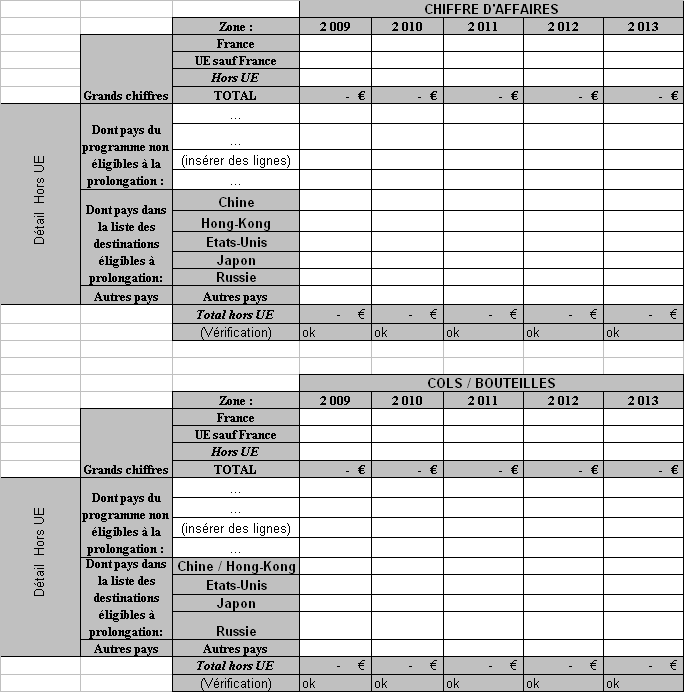 CHIFFRE D'AFFAIRES
Zone : 2 009 2 010 2 011 2 012 2 013
France
UE sauf France
Hors UE
Grands chiffres TOTAL - € - € - € - € - €
Détail Hors UE
Dont pays du
programme non
éligibles à la
prolongation :
...
...
(insérer des lignes)
...
Dont pays dans
la liste des
destinations
éligibles à
prolongation:
Chine
Hong-Kong
Etats-Unis
Japon
Russie
Autres pays Autres pays
Total hors UE - € - € - € - € - €
(Vérification) ok ok ok ok ok
COLS / BOUTEILLES
Zone : 2 009 2 010 2 011 2 012 2 013
France
UE sauf France
Hors UE
Grands chiffres TOTAL - € - € - € - € - €
Détail Hors UE
Dont pays du
programme non
éligibles à la
prolongation :
...
...
(insérer des lignes)
...
Dont pays dans
la liste des
destinations
éligibles à
prolongation:
Chine / Hong-Kong
Etats-Unis
Japon
Russie
Autres pays Autres pays
Total hors UE - € - € - € - € - €
(Vérification) ok ok ok ok ok